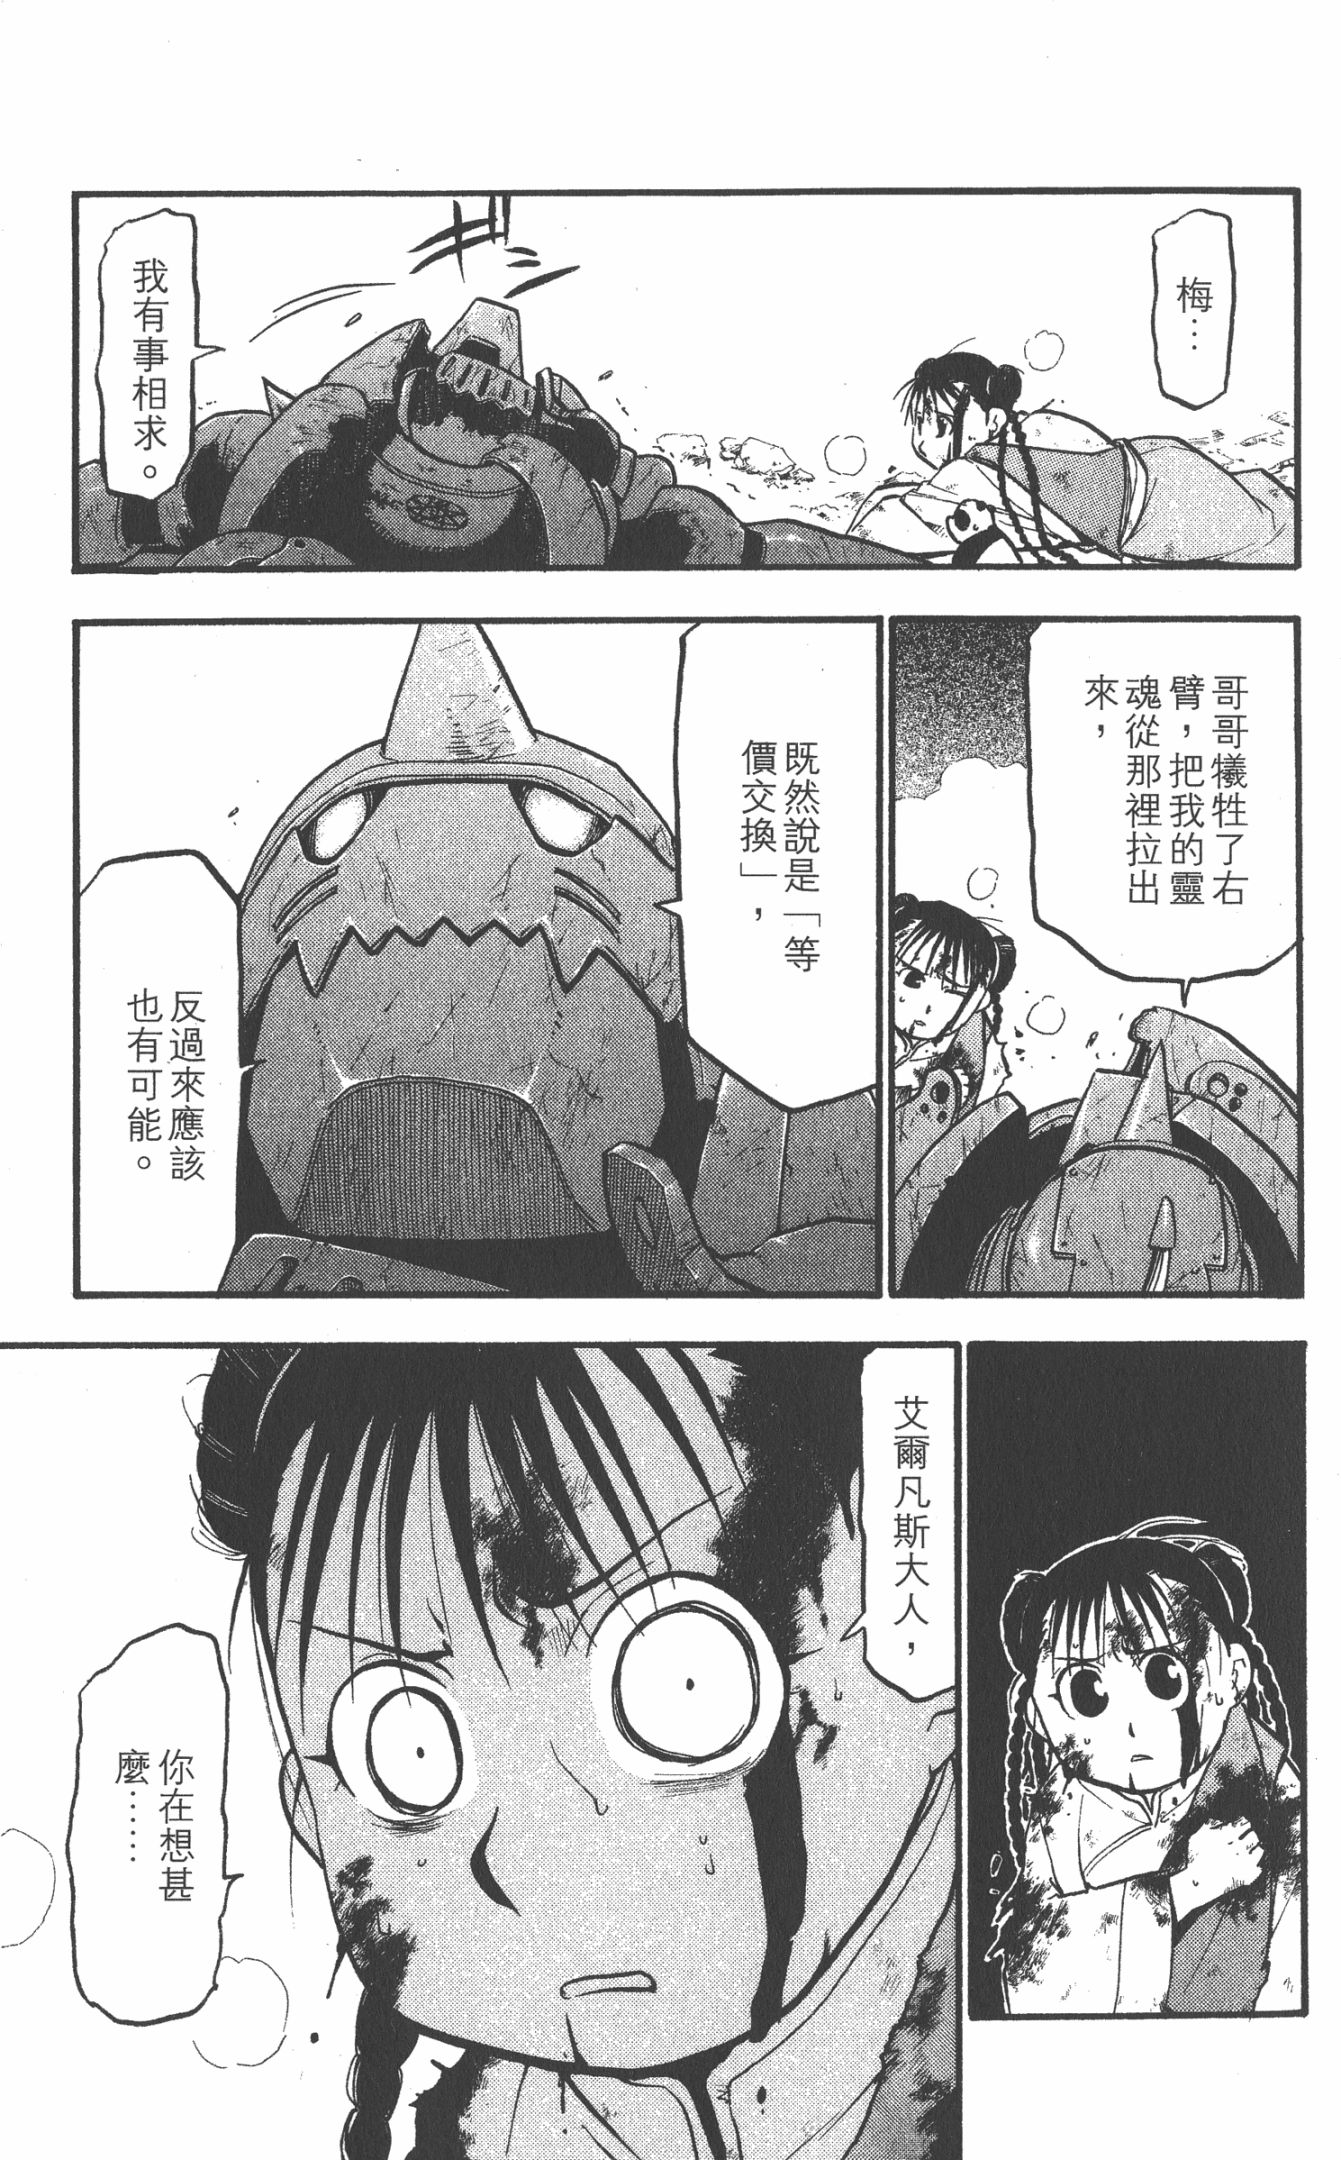 梅…
我有事相求。
哥哥犧牲了右
臂，把我的靈
魂從那裡拉出
來，
既然說是「等
價交換」，
反過來應該
也有可能。
艾爾凡斯大人，
你在想甚
麼……